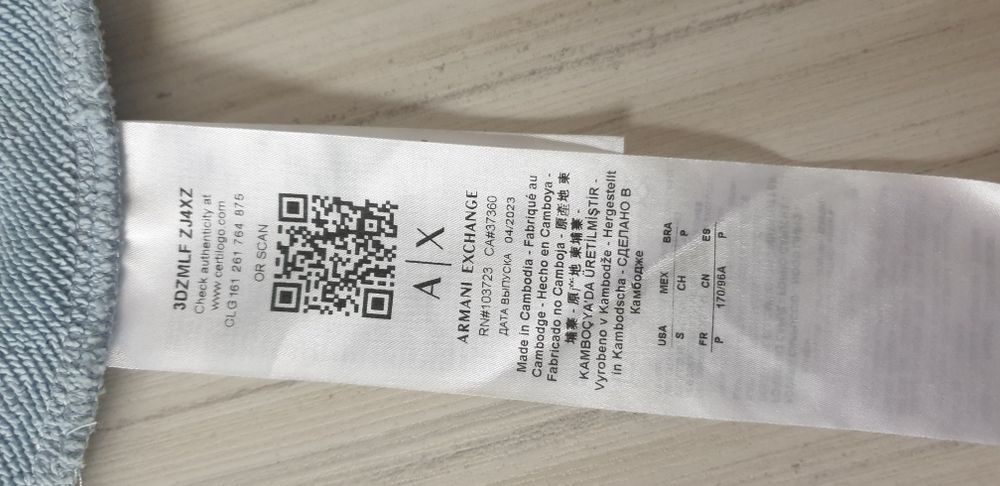 3DZMLF ZJ4XZ
Check authenticity at
www.certilogo.com
CLG 161 261 764 875
OR SCAN
A|X
ARMANI EXCHANGE
RN#103723 CA#37360
ДАТА ВЫПУСКА 04/2023
Made in Cambodia - Fabriqué au
Cambodge - Hecho en Camboya -
Fabricado no Camboja - 原産地 柬
埔寨 - 原产地柬埔寨 -
KAMBOÇYA'DA ÜRETİLMİŞTİR -
Vyrobeno v Kambodže - Hergestellt
in Kambodscha - СДЕЛАНО В
Камбодже
USA MEX BRA
S CH P
FR CN ES
P 170/96A P